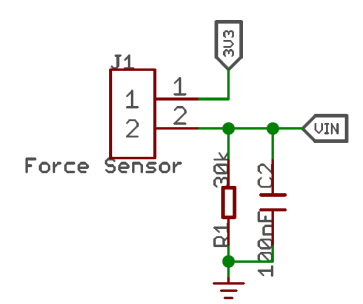 3V3
J1
1 1
2 2
VIN
Force Sensor
30k
R1
C2
100nF